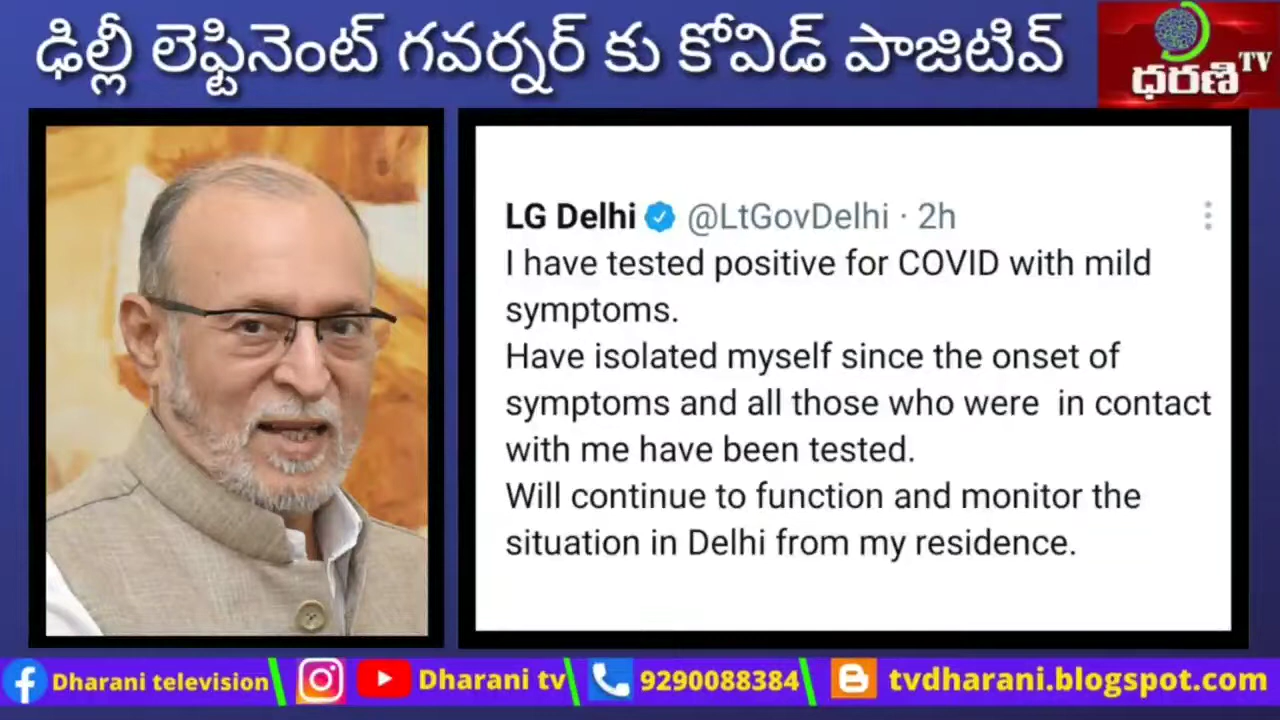 ఢిల్లీ లెఫ్టినెంట్ గవర్నర్ కు కోవిడ్ పాజిటివ్
ధరణి TV
LG Delhi @LtGovDelhi · 2h
I have tested positive for COVID with mild
symptoms.
Have isolated myself since the onset of
symptoms and all those who were in contact
with me have been tested.
Will continue to function and monitor the
situation in Delhi from my residence.
Dharani television Dharani tv 9290088384 tvdharani.blogspot.com